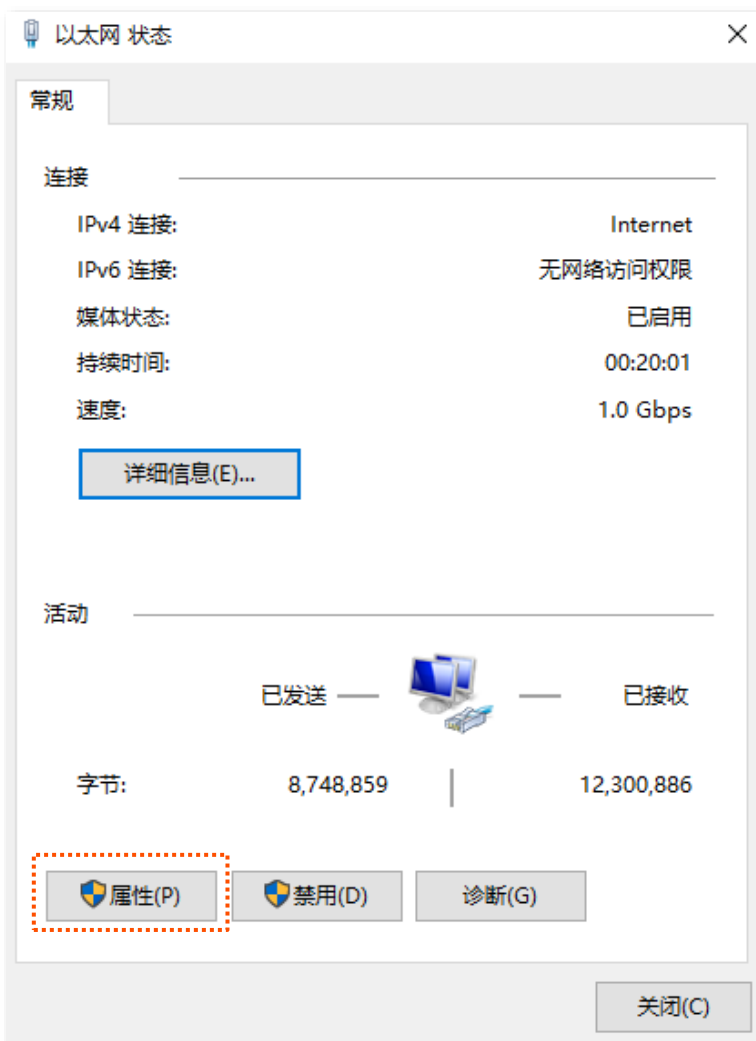 以太网 状态
常规
连接
IPv4 连接: Internet
IPv6 连接: 无网络访问权限
媒体状态: 已启用
持续时间: 00:20:01
速度: 1.0 Gbps
详细信息(E)...
活动
已发送 已接收
字节: 8,748,859 12,300,886
属性(P) 禁用(D) 诊断(G)
关闭(C)